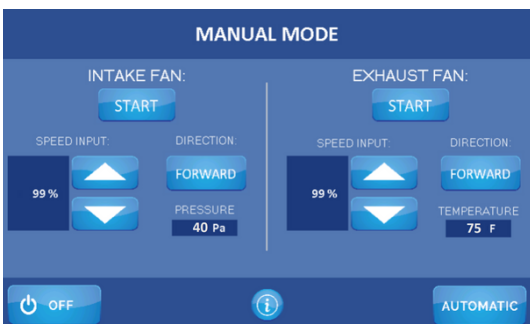 MANUAL MODE
INTAKE FAN:
START
SPEED INPUT:
DIRECTION:
99 %
FORWARD
PRESSURE
40 Pa
EXHAUST FAN:
START
SPEED INPUT:
DIRECTION:
99 %
FORWARD
TEMPERATURE
75 F
OFF
i
AUTOMATIC